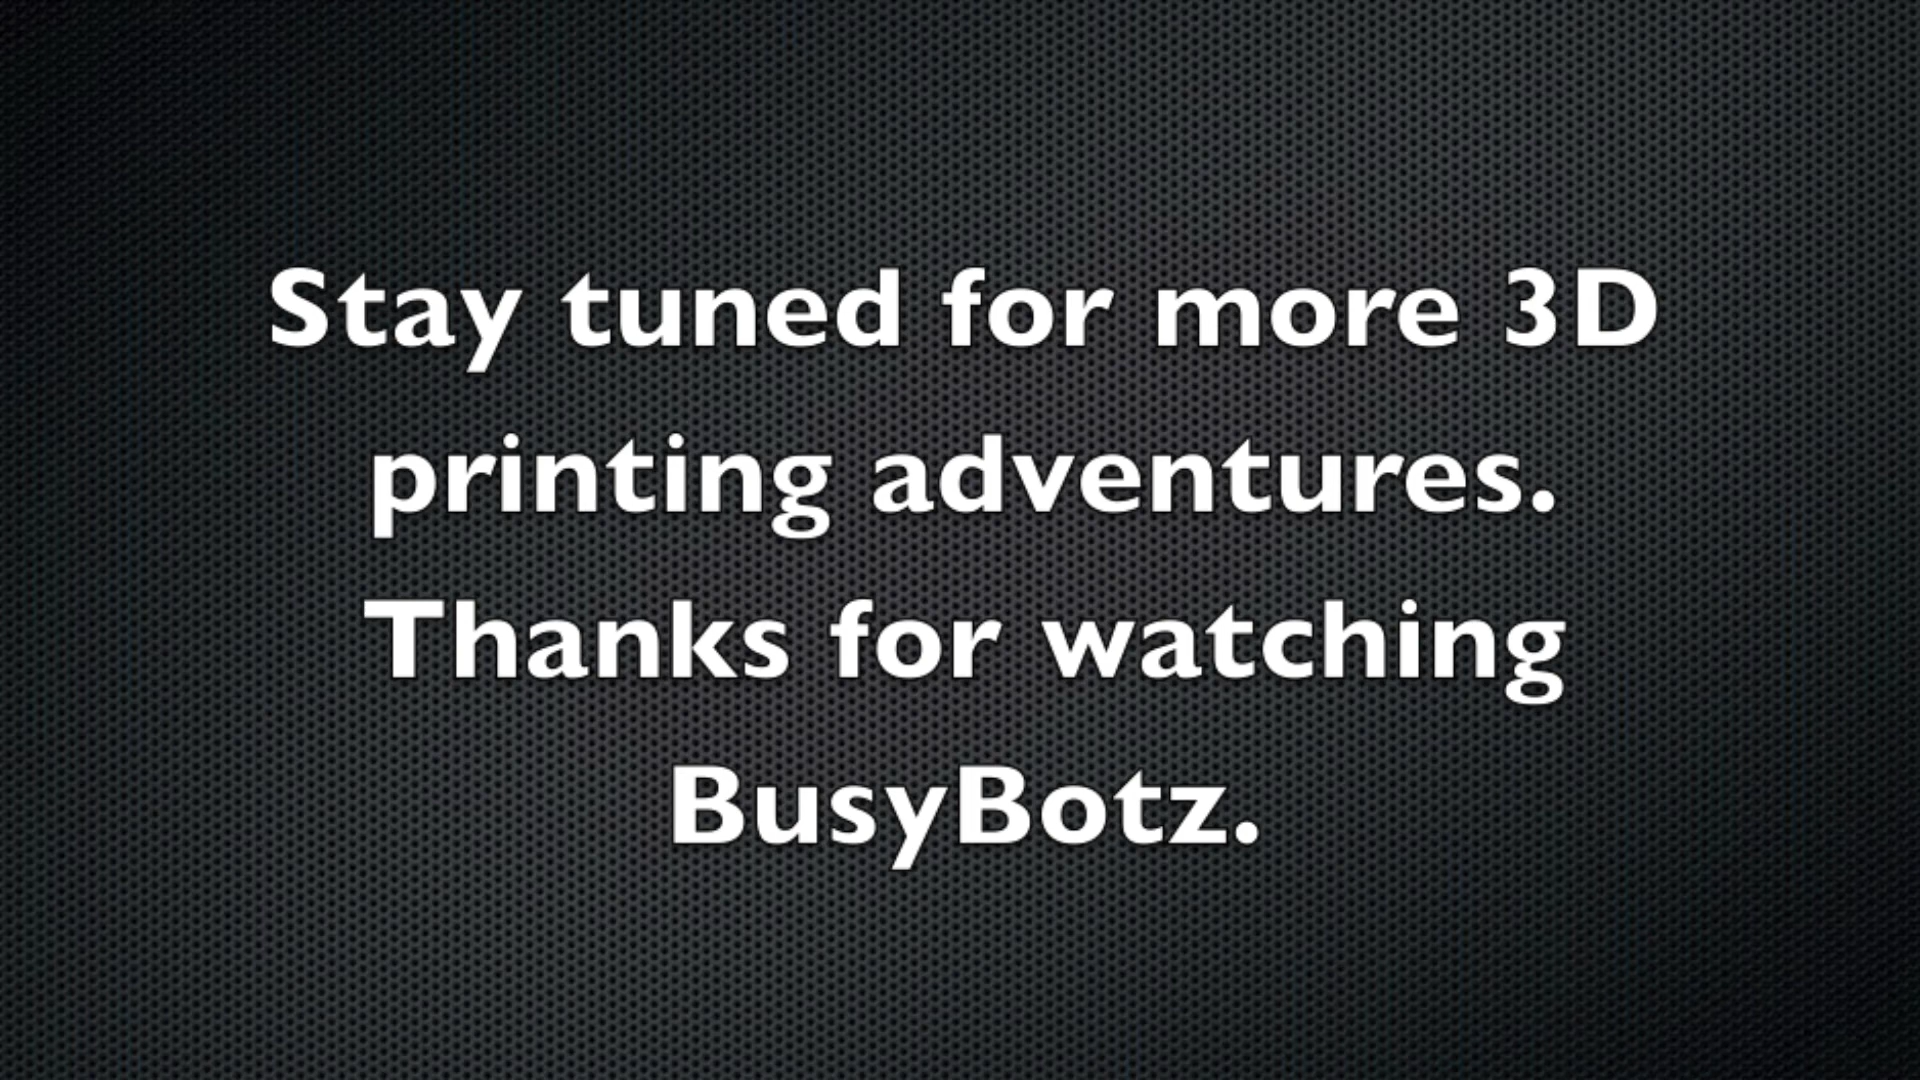 Stay tuned for more 3D
printing adventures.
Thanks for watching
BusyBotz.